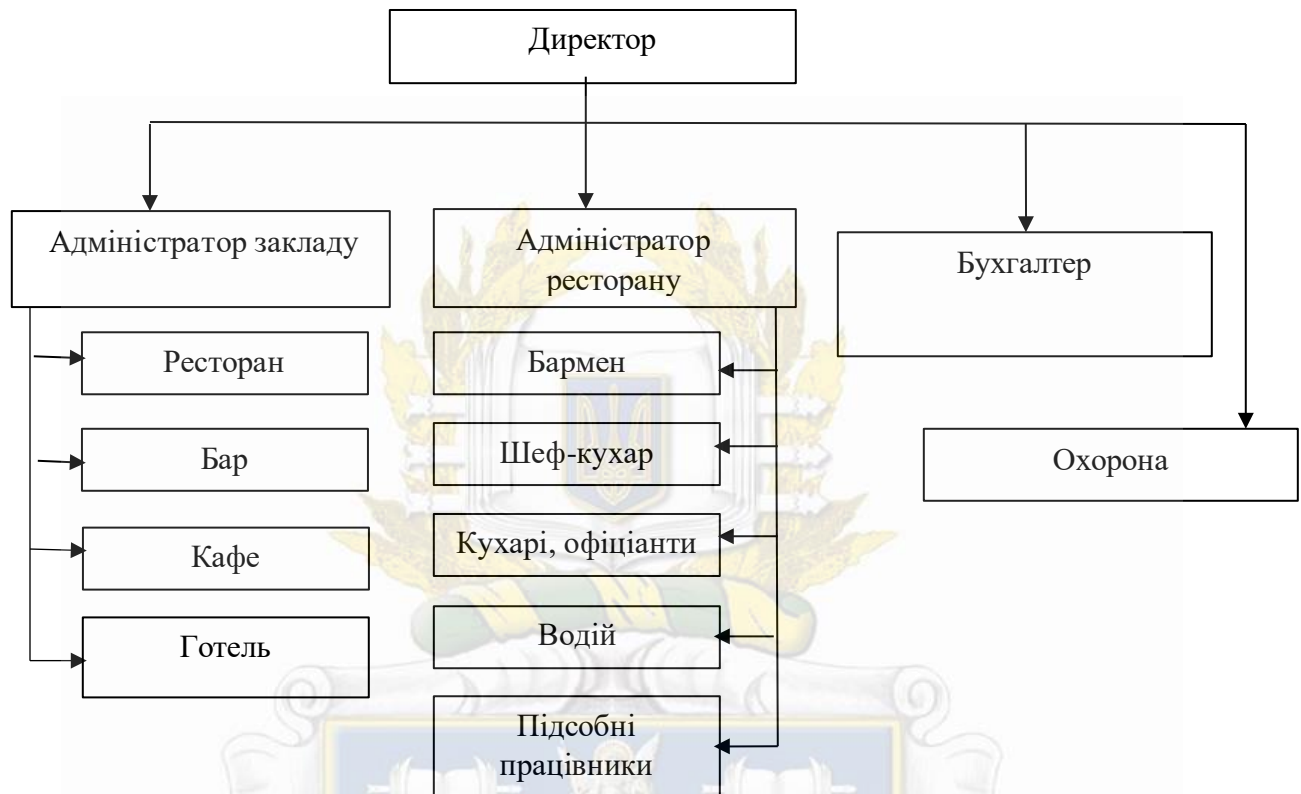 Директор
Адміністратор закладу
Адміністратор
ресторану
Бухгалтер
Ресторан
Бармен
Бар
Шеф-кухар
Охорона
Кафе
Кухарі, офіціанти
Готель
Водій
Підсобні
працівники